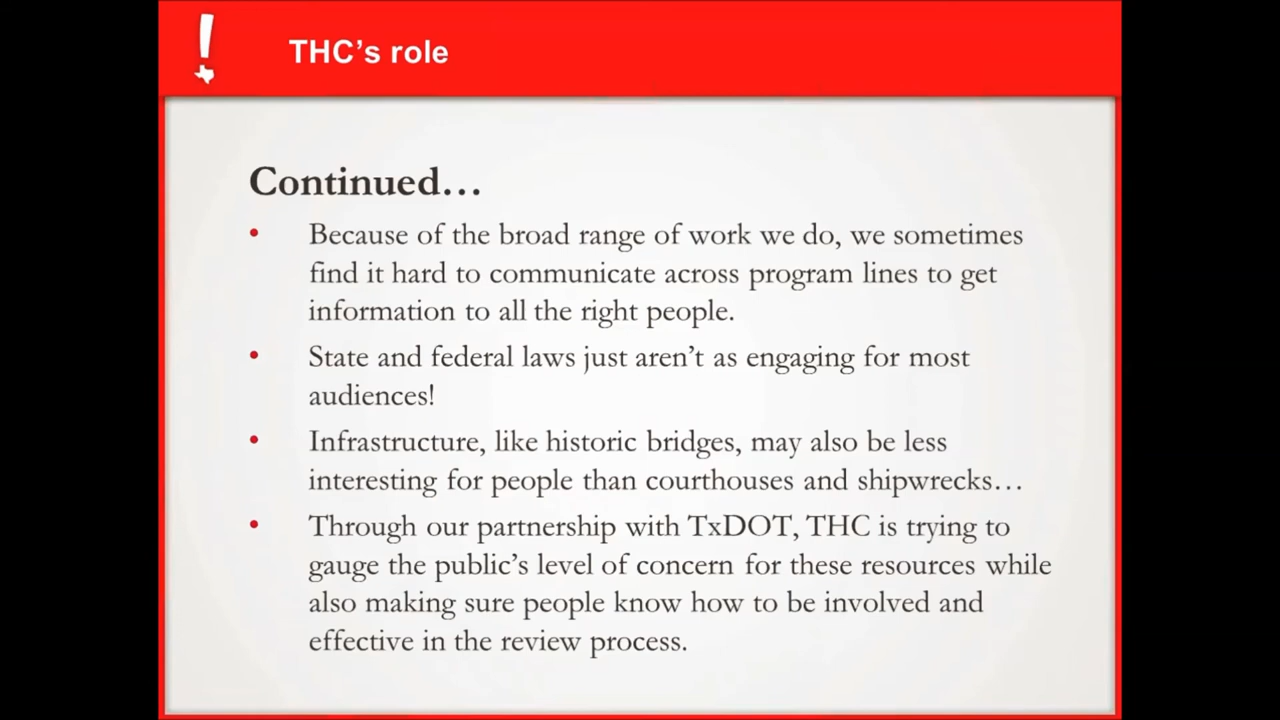 THC’s role
Continued…
• Because of the broad range of work we do, we sometimes
find it hard to communicate across program lines to get
information to all the right people.
• State and federal laws just aren’t as engaging for most
audiences!
• Infrastructure, like historic bridges, may also be less
interesting for people than courthouses and shipwrecks…
• Through our partnership with TxDOT, THC is trying to
gauge the public’s level of concern for these resources while
also making sure people know how to be involved and
effective in the review process.